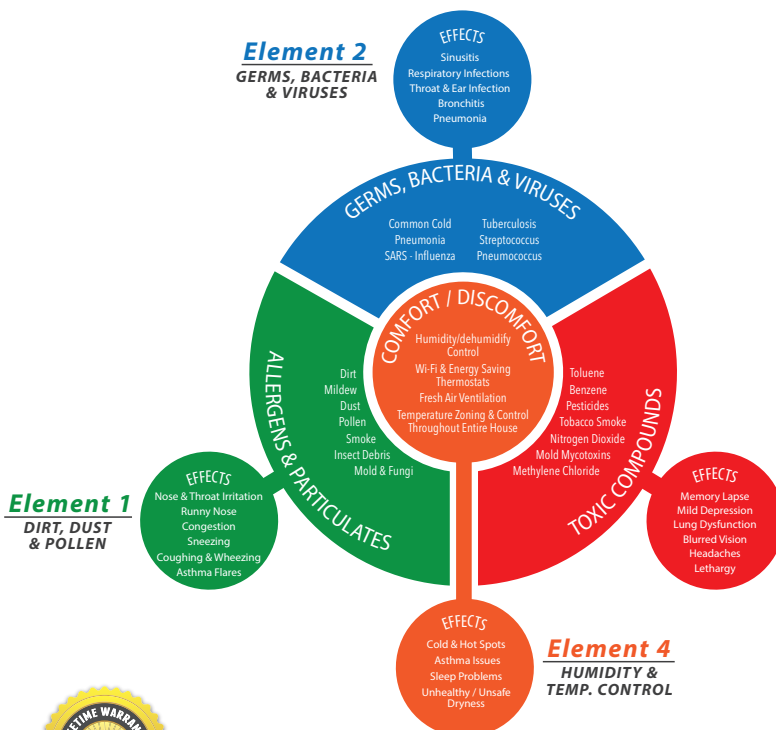 Element 2
GERMS, BACTERIA
& VIRUSES
EFFECTS
Sinusitis
Respiratory Infections
Throat & Ear Infection
Bronchitis
Pneumonia
GERMS, BACTERIA & VIRUSES
Common Cold
Pneumonia
SARS - Influenza
Tuberculosis
Streptococcus
Pneumococcus
COMFORT / DISCOMFORT
Humidity/dehumidify
Control
Wi-Fi & Energy Saving
Thermostats
Fresh Air Ventilation
Temperature Zoning & Control
Throughout Entire House
ALLERGENS & PARTICULATES
Dirt
Mildew
Dust
Pollen
Smoke
Insect Debris
Mold & Fungi
TOXIC COMPOUNDS
Toluene
Benzene
Pesticides
Tobacco Smoke
Nitrogen Dioxide
Mold Mycotoxins
Methylene Chloride
Element 1
DIRT, DUST
& POLLEN
EFFECTS
Nose & Throat Irritation
Runny Nose
Congestion
Sneezing
Coughing & Wheezing
Asthma Flares
EFFECTS
Memory Lapse
Mild Depression
Lung Dysfunction
Blurred Vision
Headaches
Lethargy
EFFECTS
Cold & Hot Spots
Asthma Issues
Sleep Problems
Unhealthy / Unsafe
Dryness
Element 4
HUMIDITY &
TEMP. CONTROL